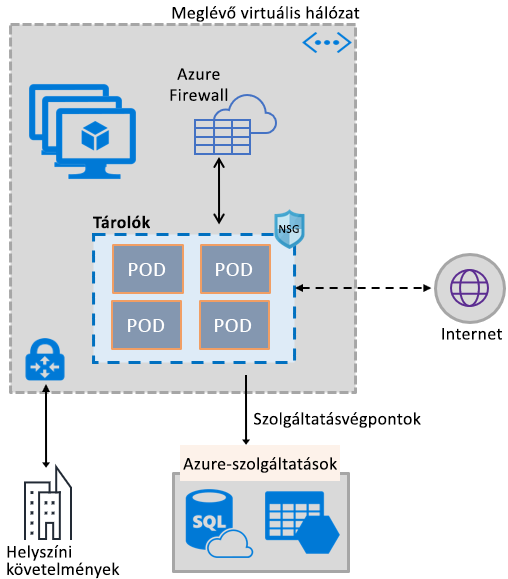 Meglévő virtuális hálózat
Azure
Firewall
Tárolók
NSG
POD
POD
POD
POD
Internet
Szolgáltatásvégpontok
Azure-szolgáltatások
SQL
Helyszíni
követelmények